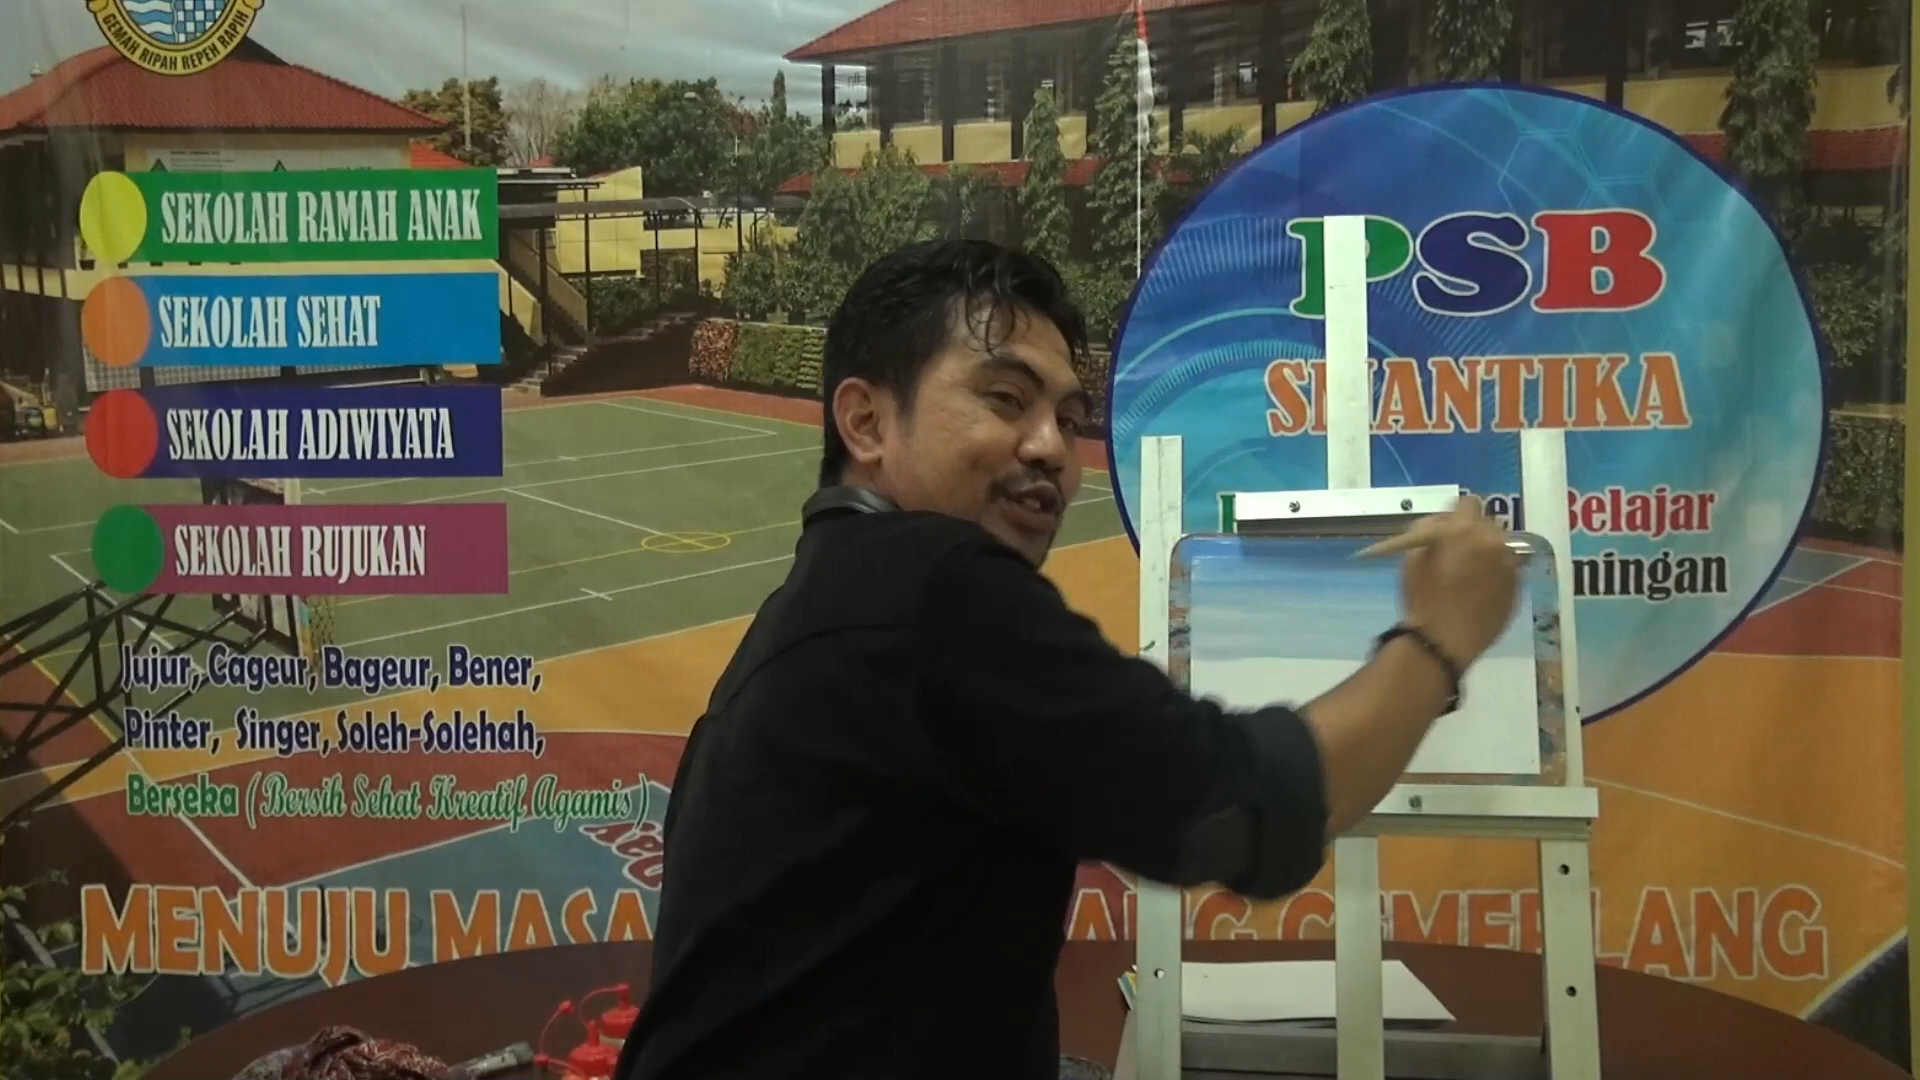 GEMAH RIPAH REPEH RAPIH
SEKOLAH RAMAH ANAK
SEKOLAH SEHAT
SEKOLAH ADIWIYATA
SEKOLAH RUJUKAN
Jujur, Cageur, Bageur, Bener,
Pinter, Singer, Soleh-Solehah,
Berseka (Bersih Sehat Kreatif Agamis)
PSB
SMANTIKA
Belajar
MENUJU MASA